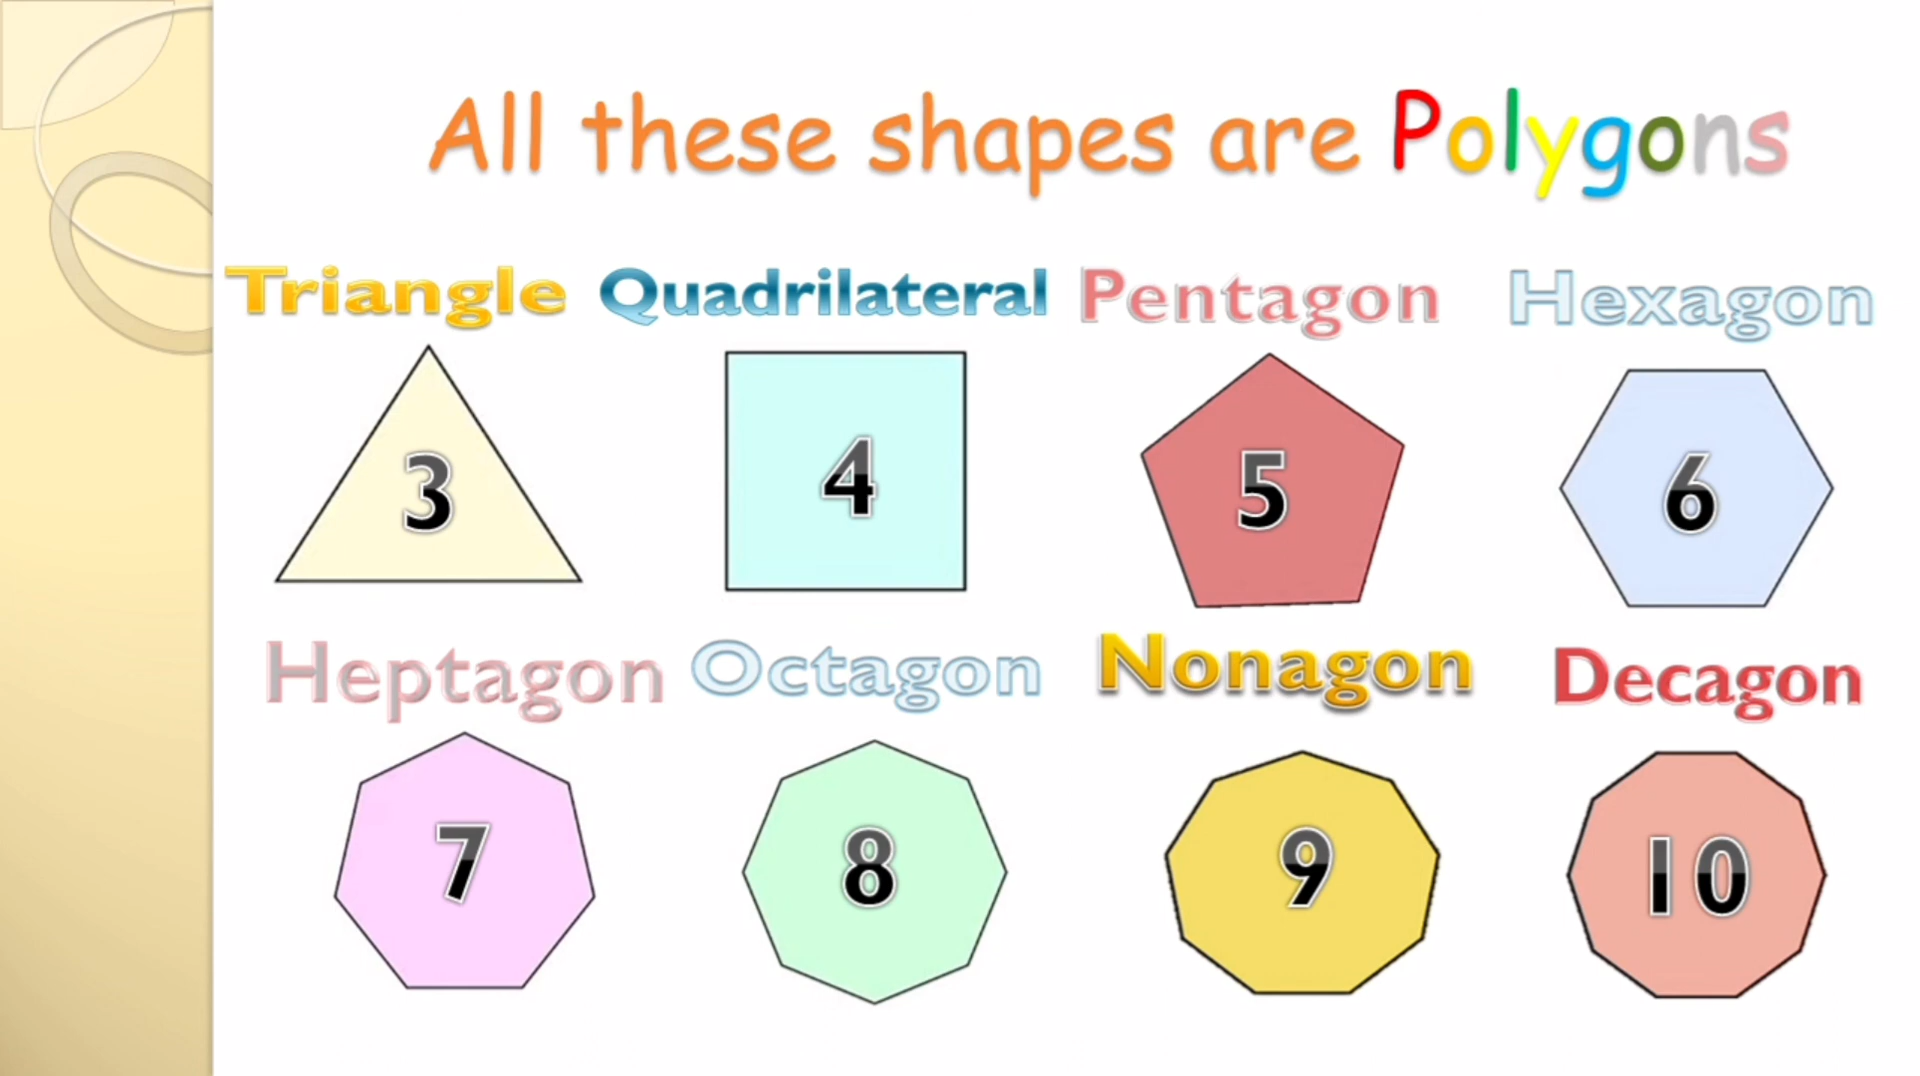 All these shapes are Polygons
Triangle Quadrilateral Pentagon Hexagon
3 4 5 6
Heptagon Octagon Nonagon Decagon
7 8 9 10